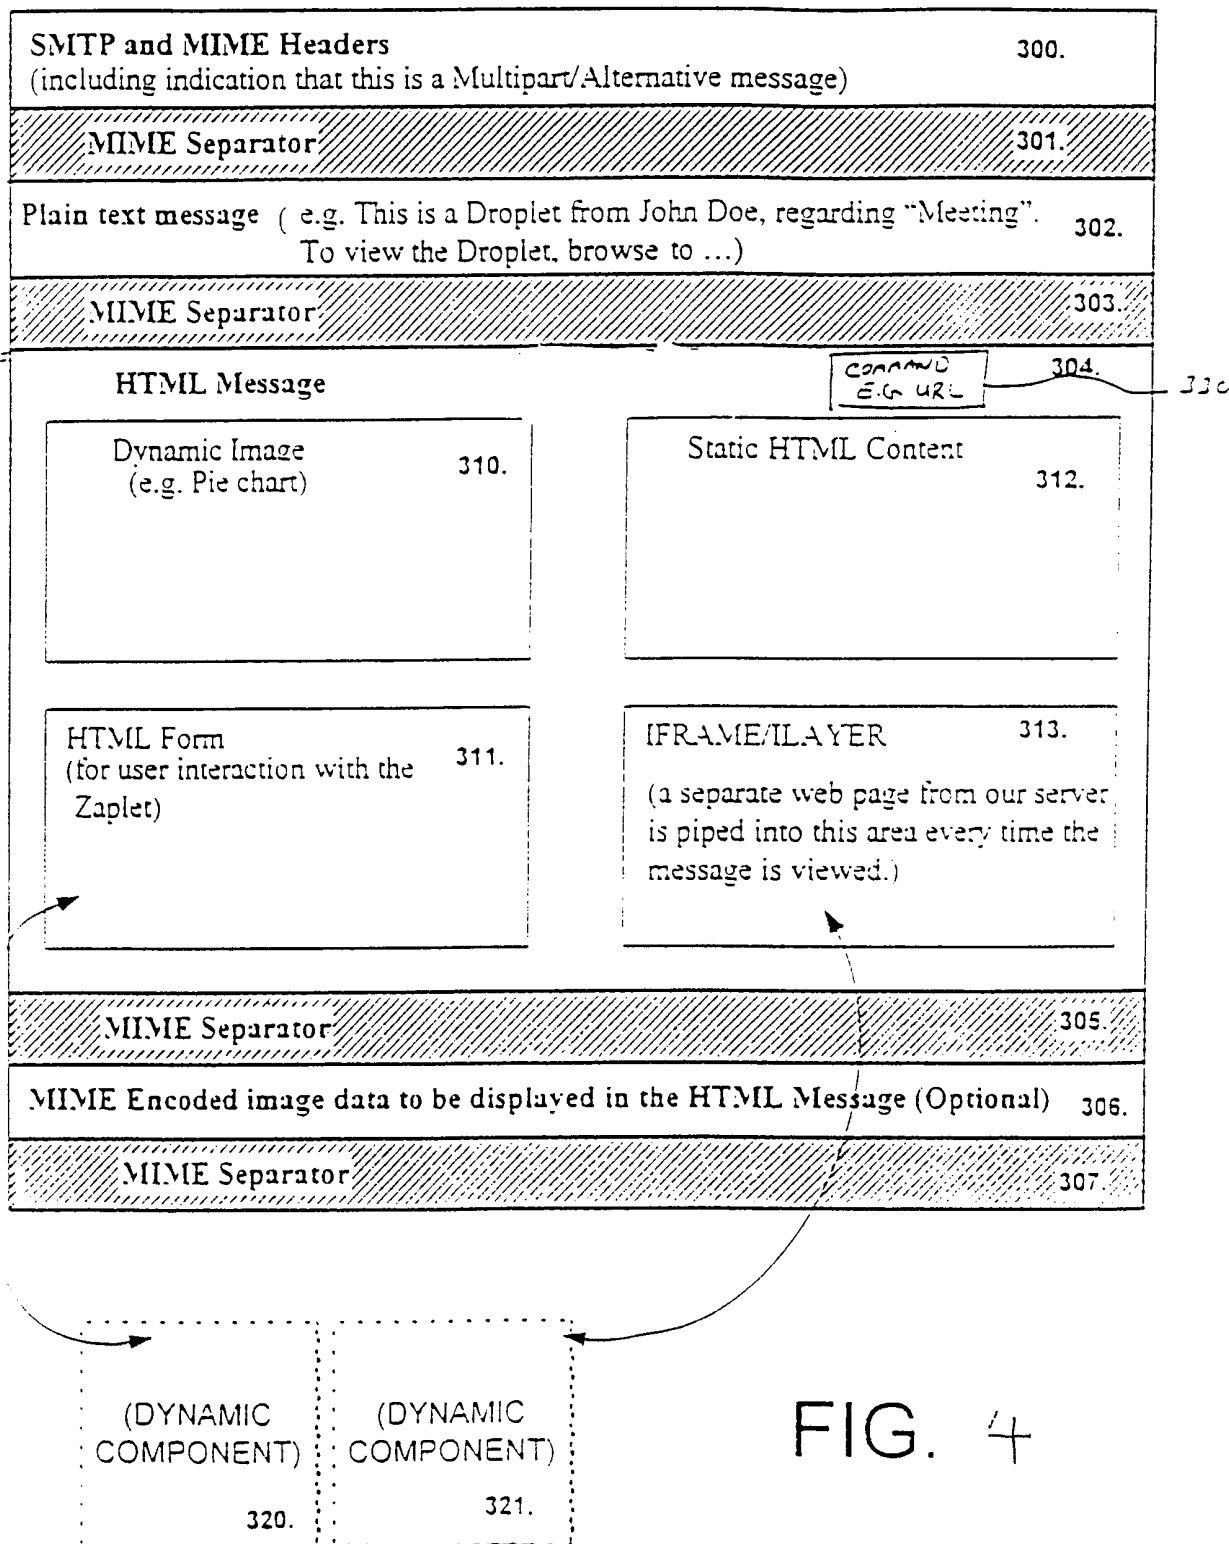 SMTP and MIME Headers 300.
(including indication that this is a Multipart/Alternative message)
MIME Separator 301.
Plain text message ( e.g. This is a Droplet from John Doe, regarding "Meeting". 302.
To view the Droplet, browse to ...)
MIME Separator 303.
HTML Message
COMMAND
E.G URL
304.
Dynamic Image
(e.g. Pie chart)
310.
Static HTML Content
312.
HTML Form
(for user interaction with the
Zaplet)
311.
IFRAME/ILAYER 313.
(a separate web page from our server
is piped into this area every time the
message is viewed.)
MIME Separator 305.
MIME Encoded image data to be displayed in the HTML Message (Optional) 306.
MIME Separator 307.
(DYNAMIC
COMPONENT)
320.
(DYNAMIC
COMPONENT)
321.
FIG. 4